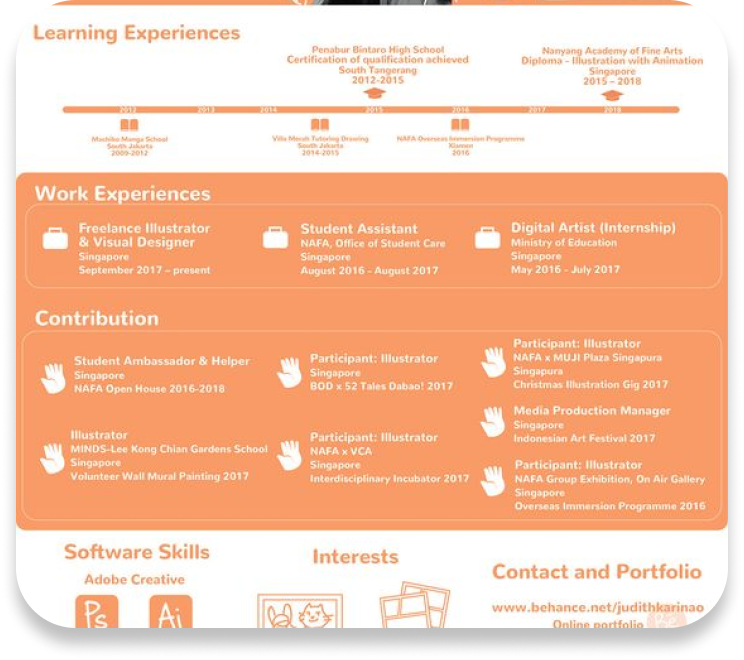 Learning Experiences
Penabur Bintaro High School
Certification of qualification achieved
South Tangerang
2012-2015
Nanyang Academy of Fine Arts
Diploma - Illustration with Animation
Singapore
2015 - 2018
2012 2013 2014 2015 2016 2017 2018
Machiko Manga School
South Jakarta
2009-2012
Villa Merah Tutoring Drawing
South Jakarta
2014-2015
NAFA Overseas Immersion Programme
Xiamen
2016
Work Experiences
Freelance Illustrator
& Visual Designer
Singapore
September 2017 – present
Student Assistant
NAFA, Office of Student Care
Singapore
August 2016 - August 2017
Digital Artist (Internship)
Ministry of Education
Singapore
May 2016 - July 2017
Contribution
Student Ambassador & Helper
Singapore
NAFA Open House 2016-2018
Participant: Illustrator
Singapore
BOD x 52 Tales Dabao! 2017
Participant: Illustrator
NAFA x MUJI Plaza Singapura
Singapura
Christmas Illustration Gig 2017
Media Production Manager
Singapore
Indonesian Art Festival 2017
Illustrator
MINDS-Lee Kong Chian Gardens School
Singapore
Volunteer Wall Mural Painting 2017
Participant: Illustrator
NAFA x VCA
Singapore
Interdisciplinary Incubator 2017
Participant: Illustrator
NAFA Group Exhibition, On Air Gallery
Singapore
Overseas Immersion Programme 2016
Software Skills
Adobe Creative
Ps Ai
Interests
Contact and Portfolio
www.behance.net/judithkarinao
Online portfolio